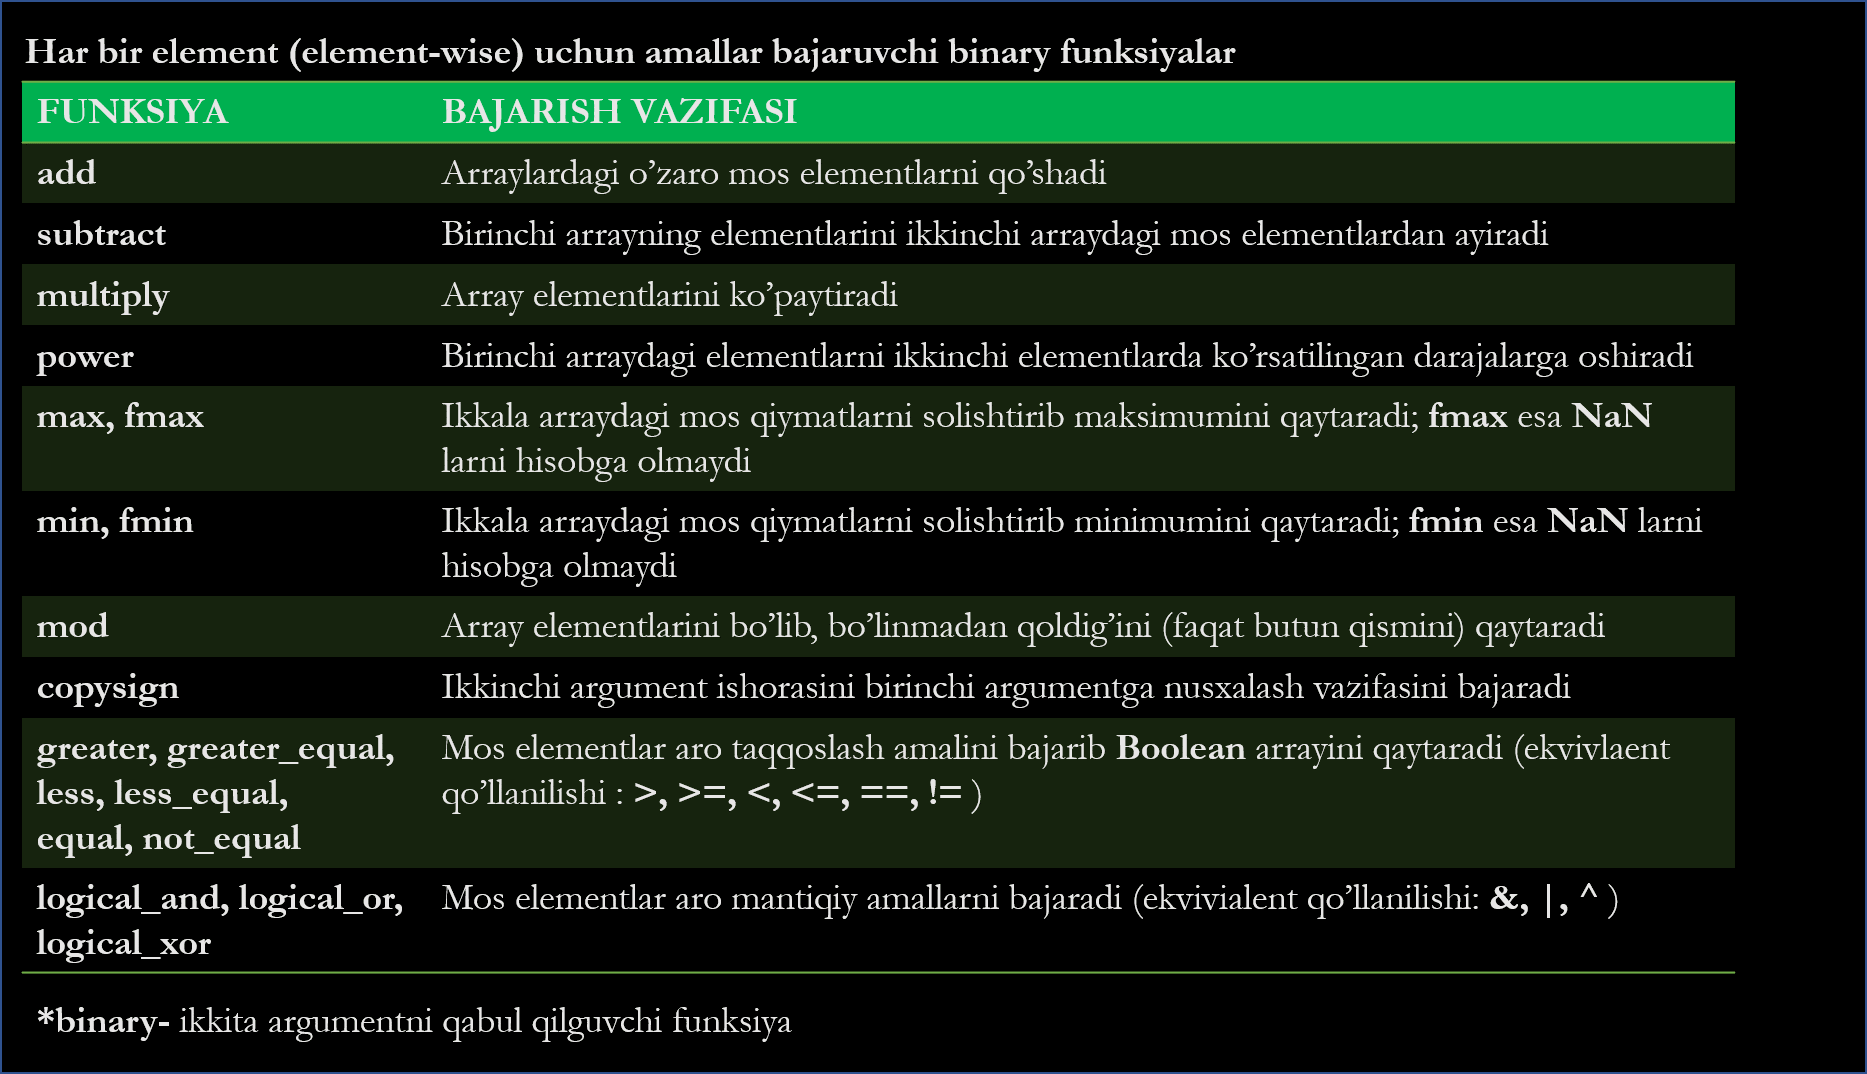 Har bir element (element-wise) uchun amallar bajaruvchi binary funksiyalar
FUNKSIYA BAJARISH VAZIFASI
add Arraylardagi o’zaro mos elementlarni qo’shadi
subtract Birinchi arrayning elementlarini ikkinchi arraydagi mos elementlardan ayiradi
multiply Array elementlarini ko’paytiradi
power Birinchi arraydagi elementlarni ikkinchi elementlarda ko’rsatilingan darajalarga oshiradi
max, fmax Ikkala arraydagi mos qiymatlarni solishtirib maksimumini qaytaradi; fmax esa NaN
larni hisobga olmaydi
min, fmin Ikkala arraydagi mos qiymatlarni solishtirib minimumini qaytaradi; fmin esa NaN larni
hisobga olmaydi
mod Array elementlarini bo’lib, bo’linmadan qoldig’ini (faqat butun qismini) qaytaradi
copysign Ikkinchi argument ishorasini birinchi argumentga nusxalash vazifasini bajaradi
greater, greater_equal, Mos elementlar aro taqqoslash amalini bajarib Boolean arrayini qaytaradi (ekvivlaent
less, less_equal, qo’llanilishi : >, >=, <, <=, ==, != )
equal, not_equal
logical_and, logical_or, Mos elementlar aro mantiqiy amallarni bajaradi (ekvivialent qo’llanilishi: &, |, ^ )
logical_xor
*binary- ikkita argumentni qabul qilguvchi funksiya